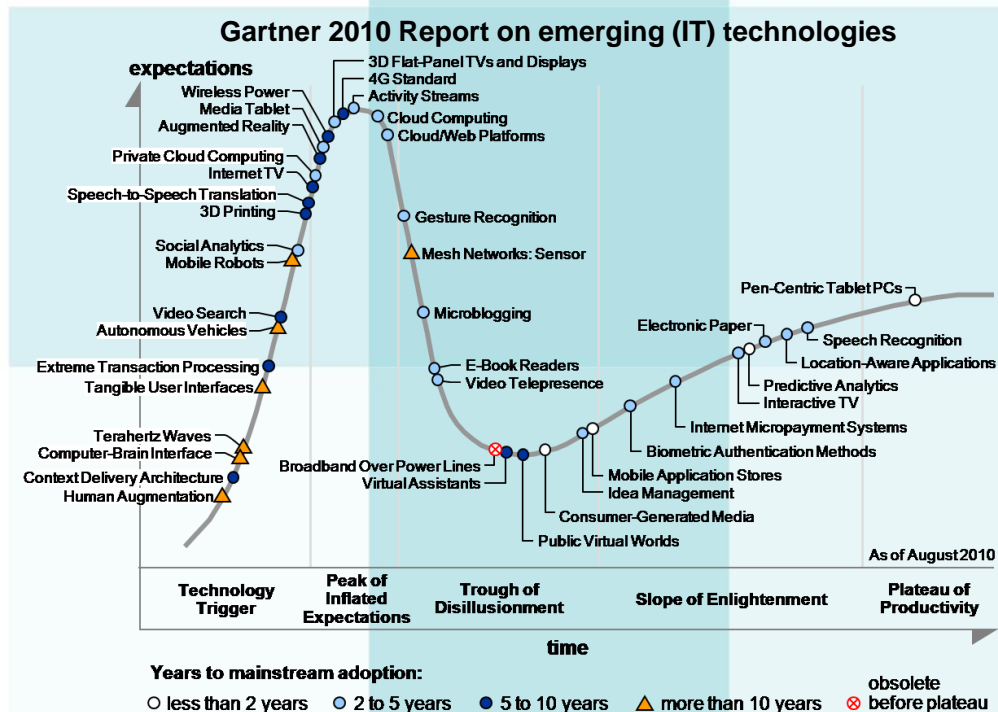 Gartner 2010 Report on emerging (IT) technologies
expectations
3D Flat-Panel TVs and Displays
4G Standard
Activity Streams
Wireless Power
Media Tablet
Augmented Reality
Private Cloud Computing
Internet TV
Speech-to-Speech Translation
3D Printing
Social Analytics
Mobile Robots
Video Search
Autonomous Vehicles
Extreme Transaction Processing
Tangible User Interfaces
Terahertz Waves
Computer-Brain Interface
Context Delivery Architecture
Human Augmentation
Cloud Computing
Cloud/Web Platforms
Gesture Recognition
Mesh Networks: Sensor
Microblogging
E-Book Readers
Video Telepresence
Broadband Over Power Lines
Virtual Assistants
Public Virtual Worlds
Consumer-Generated Media
Idea Management
Mobile Application Stores
Biometric Authentication Methods
Internet Micropayment Systems
Interactive TV
Predictive Analytics
Electronic Paper
Location-Aware Applications
Speech Recognition
Pen-Centric Tablet PCs
As of August 2010
Technology
Trigger
Peak of
Inflated
Expectations
Trough of
Disillusionment
Slope of Enlightenment
Plateau of
Productivity
time
Years to mainstream adoption:
less than 2 years
2 to 5 years
5 to 10 years
more than 10 years
obsolete
before plateau